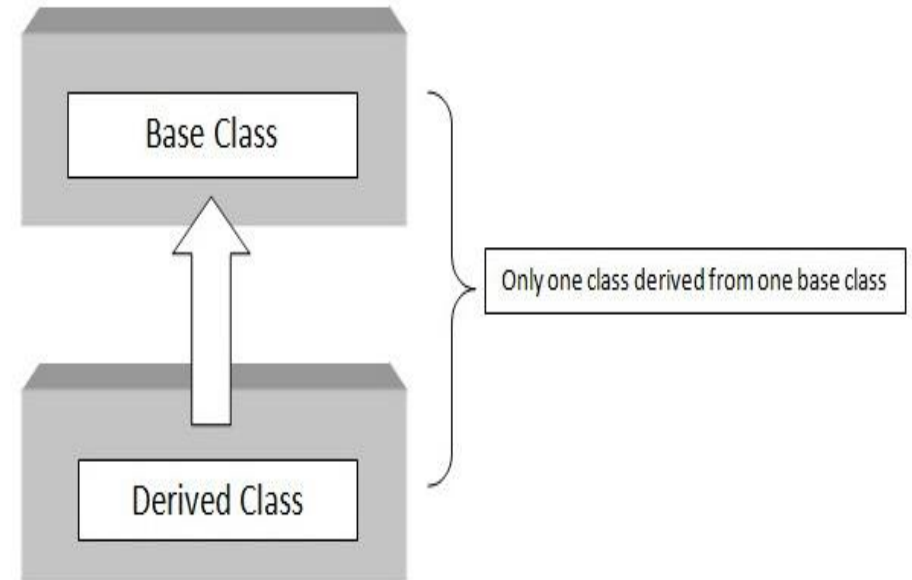 Base Class
Only one class derived from one base class
Derived Class